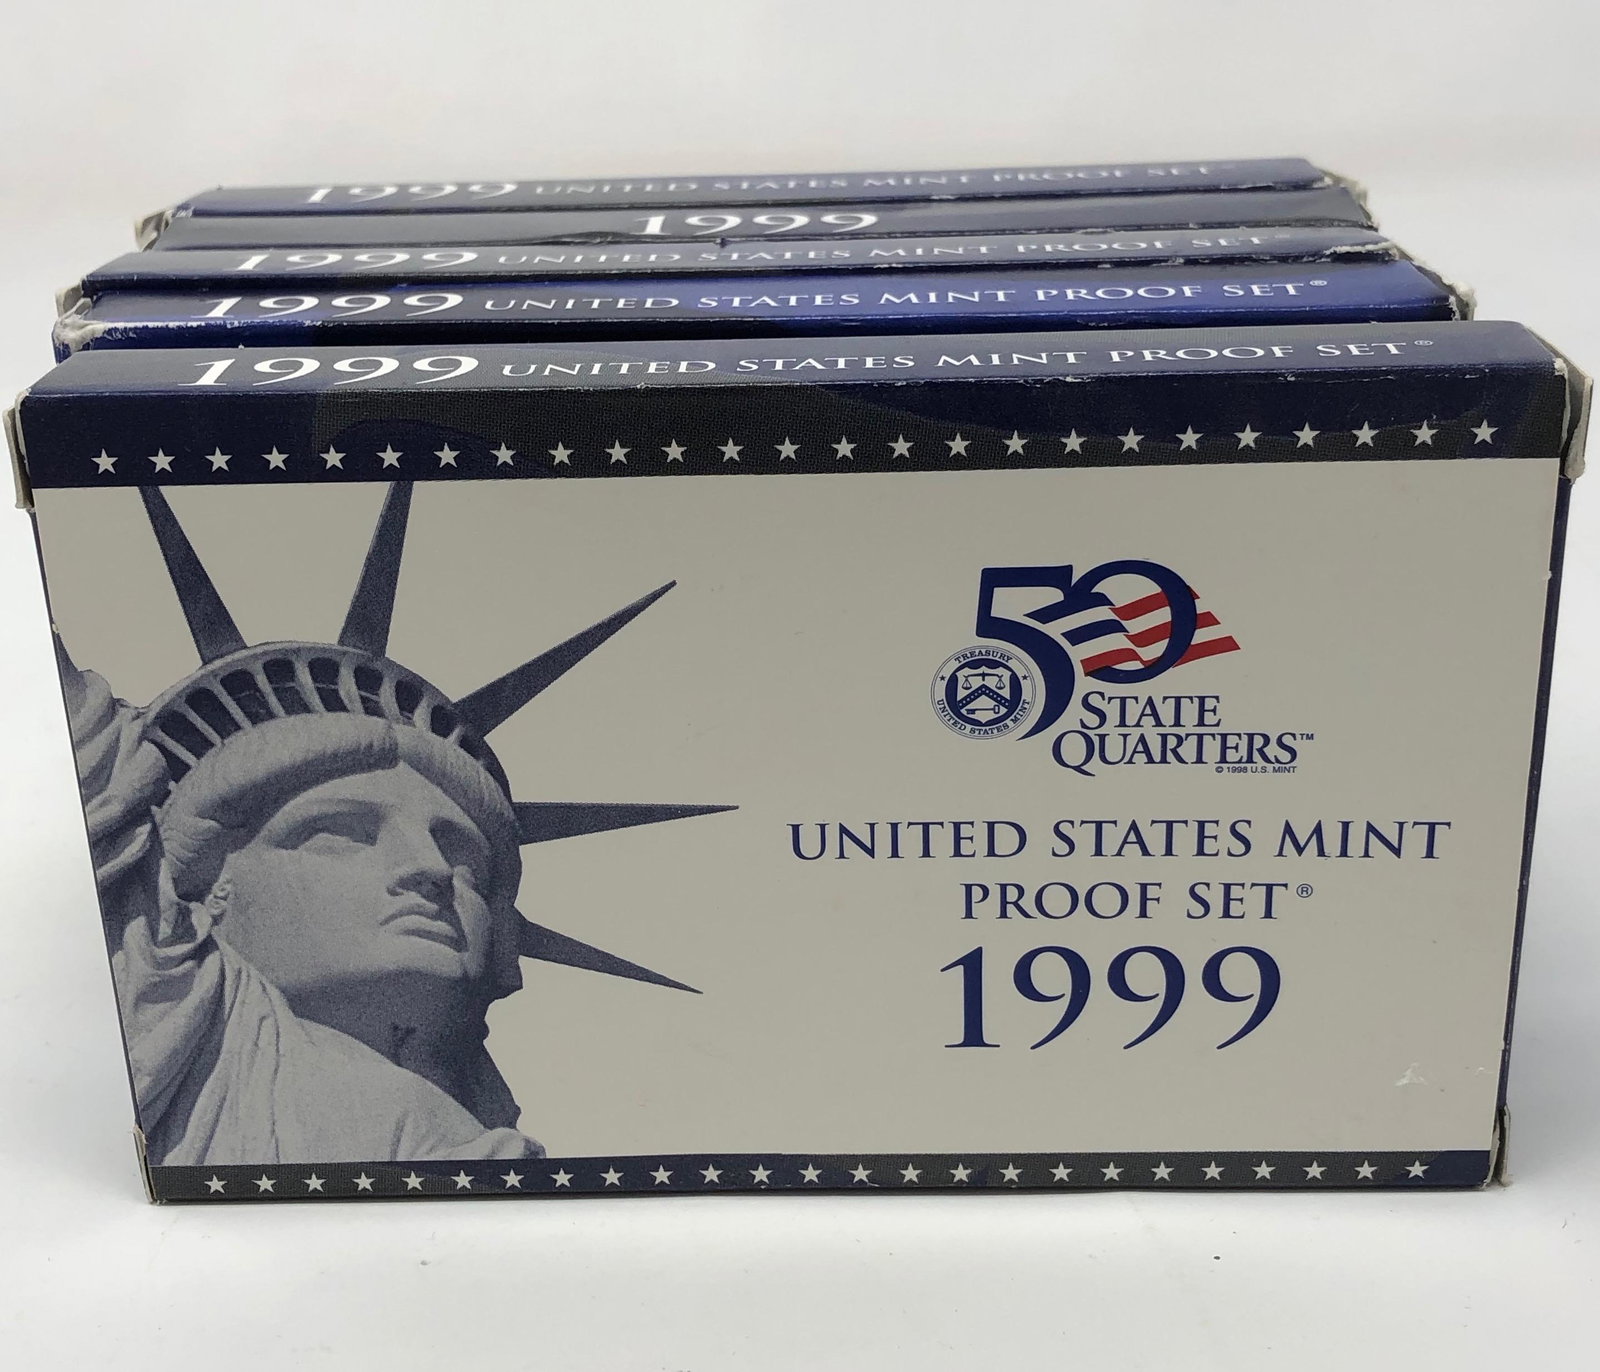 1999 UNITED STATES MINT PROOF SET
1999
1999 UNITED STATES MINT PROOF SET
1999 UNITED STATES MINT PROOF SET®
1999 UNITED STATES MINT PROOF SET®
50
TREASURY
UNITED STATES MINT
STATE
QUARTERS™
© 1998 U.S. MINT
UNITED STATES MINT
PROOF SET®
1999